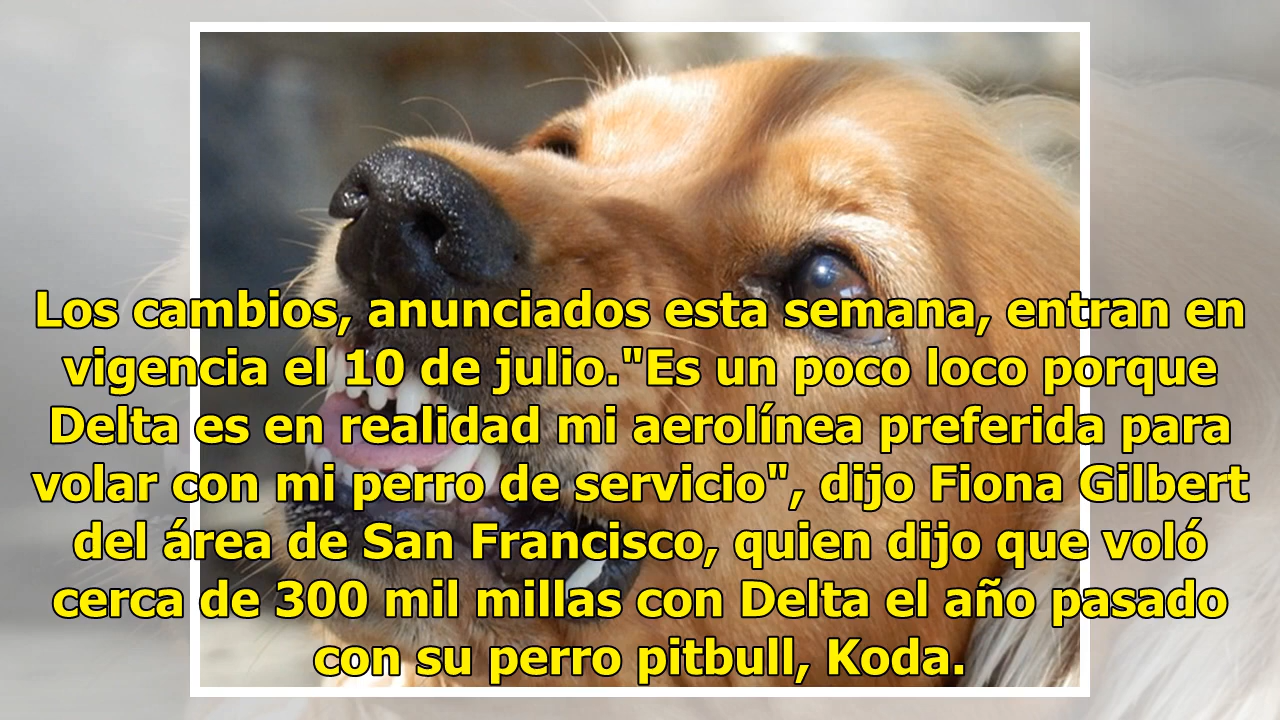 Los cambios, anunciados esta semana, entran en
vigencia el 10 de julio."Es un poco loco porque
Delta es en realidad mi aerolínea preferida para
volar con mi perro de servicio", dijo Fiona Gilbert
del área de San Francisco, quien dijo que voló
cerca de 300 mil millas con Delta el año pasado
con su perro pitbull, Koda.